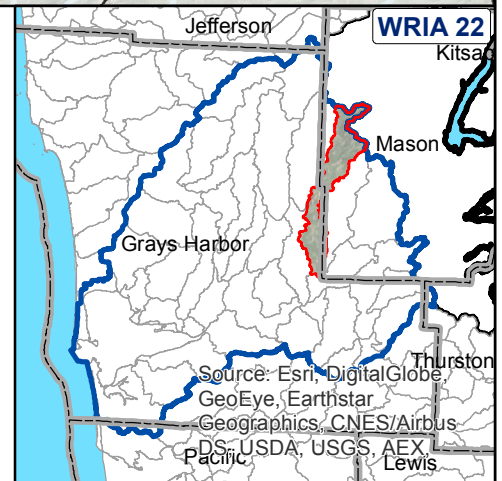 Jefferson
WRIA 22
Kitsap
Mason
Grays Harbor
Thurston
Source: Esri, DigitalGlobe,
GeoEye, Earthstar
Geographics, CNES/Airbus
DS, USDA, USGS, AEX,
Pacific
Lewis